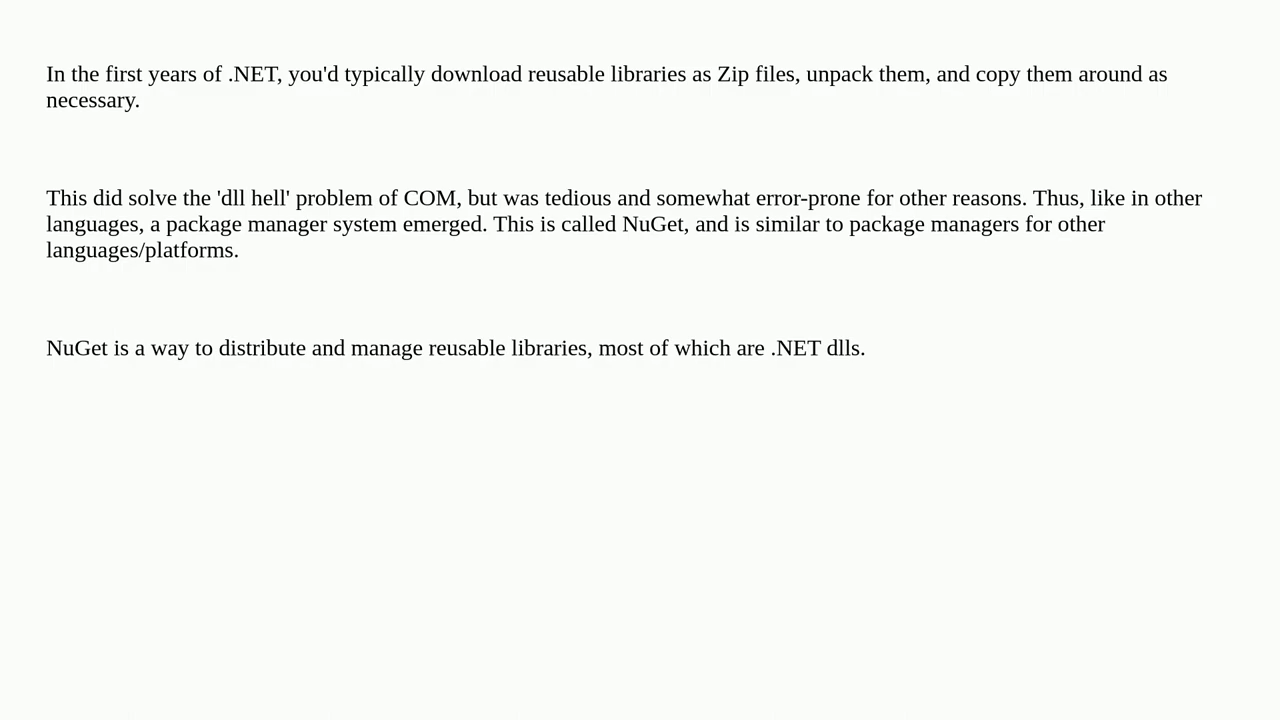 In the first years of .NET, you'd typically download reusable libraries as Zip files, unpack them, and copy them around as
necessary.
This did solve the 'dll hell' problem of COM, but was tedious and somewhat error-prone for other reasons. Thus, like in other
languages, a package manager system emerged. This is called NuGet, and is similar to package managers for other
languages/platforms.
NuGet is a way to distribute and manage reusable libraries, most of which are .NET dlls.